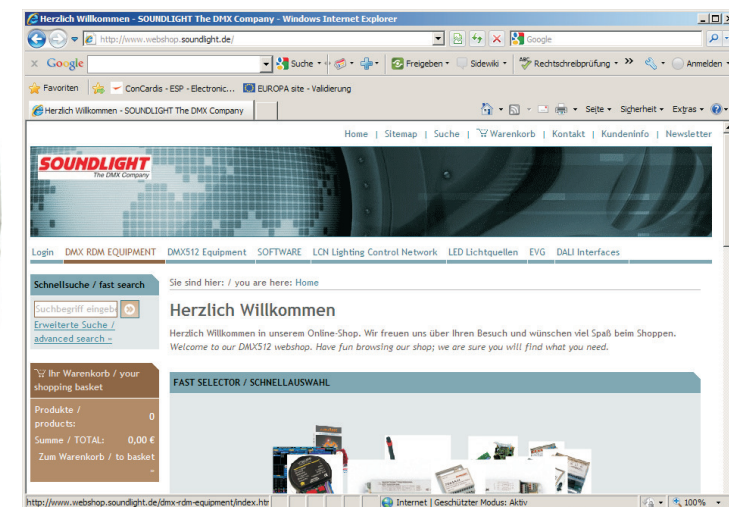 Herzlich Willkommen - SOUNDLIGHT The DMX Company - Windows Internet Explorer
http://www.webshop.soundlight.de/
Google
Google Suche Freigeben Sidewiki Rechtschreibprüfung Anmelden
Favoriten ConCardis - ESP - Electronic... EUROPA site - Validierung
Herzlich Willkommen - SOUNDLIGHT The DMX Company
Seite Sicherheit Extras
Home | Sitemap | Suche | Warenkorb | Kontakt | Kundeninfo | Newsletter
SOUNDLIGHT
The DMX Company
Login DMX RDM EQUIPMENT DMX512 Equipment SOFTWARE LCN Lighting Control Network LED Lichtquellen EVG DALI Interfaces
Schnellsuche / fast search
Suchbegriff eingebe
Erweiterte Suche /
advanced search –
Sie sind hier: / you are here: Home
Herzlich Willkommen
Herzlich Willkommen in unserem Online-Shop. Wir freuen uns über Ihren Besuch und wünschen viel Spaß beim Shoppen.
Welcome to our DMX512 webshop. Have fun browsing our shop; we are sure you will find what you need.
Ihr Warenkorb / your
shopping basket
Produkte /
products: 0
Summe / TOTAL: 0,00 €
Zum Warenkorb / to basket
–
FAST SELECTOR / SCHNELLAUSWAHL
http://www.webshop.soundlight.de/dmx-rdm-equipment/index.htm
Internet | Geschützter Modus: Aktiv
100%